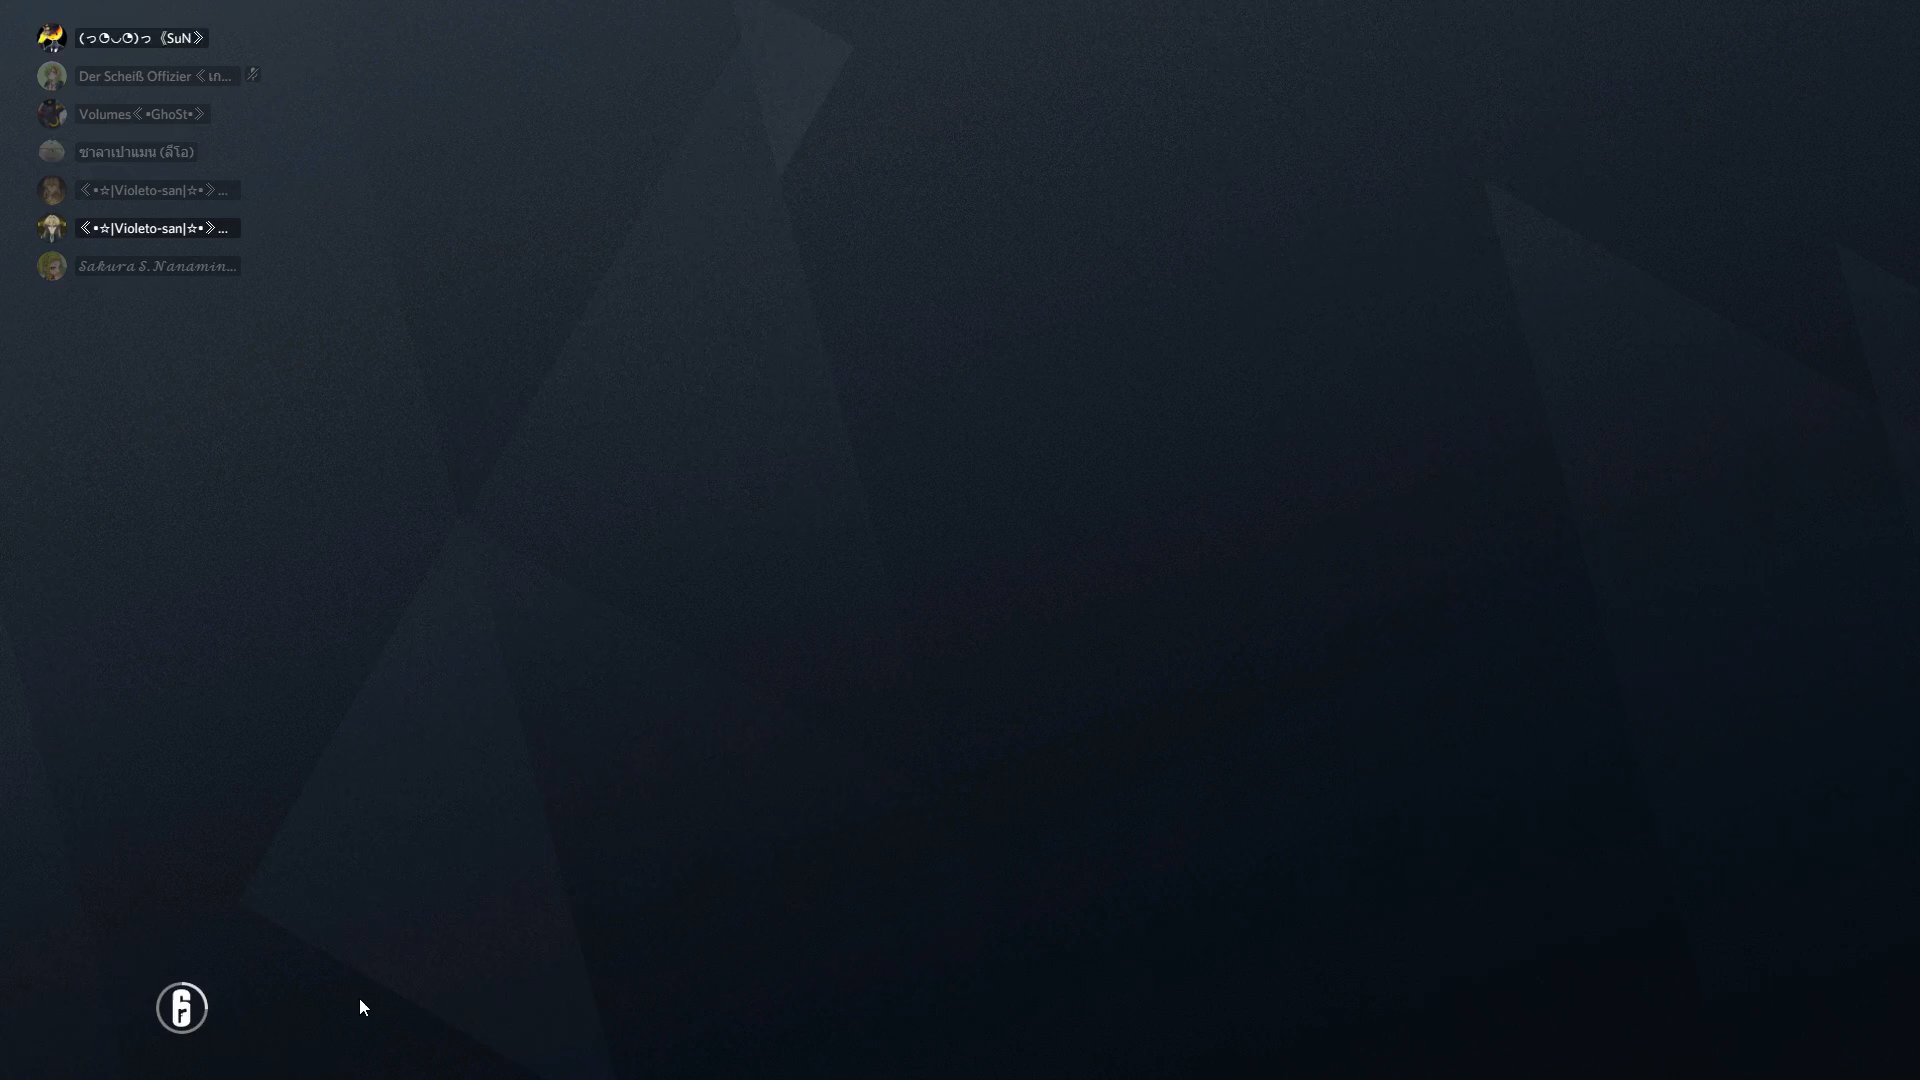 (っ◔◡◔)っ《SuN》
Der Scheiß Offizier《เก...
Volumes《•GhoSt•》
ซาลาเปาแมน (ลีโอ)
《•☆|Violeto-san|☆•》...
《•☆|Violeto-san|☆•》...
𝓢𝓪𝓴𝓾𝓻𝓪 𝓢. 𝓝𝓪𝓷𝓪𝓶𝓲𝓷...